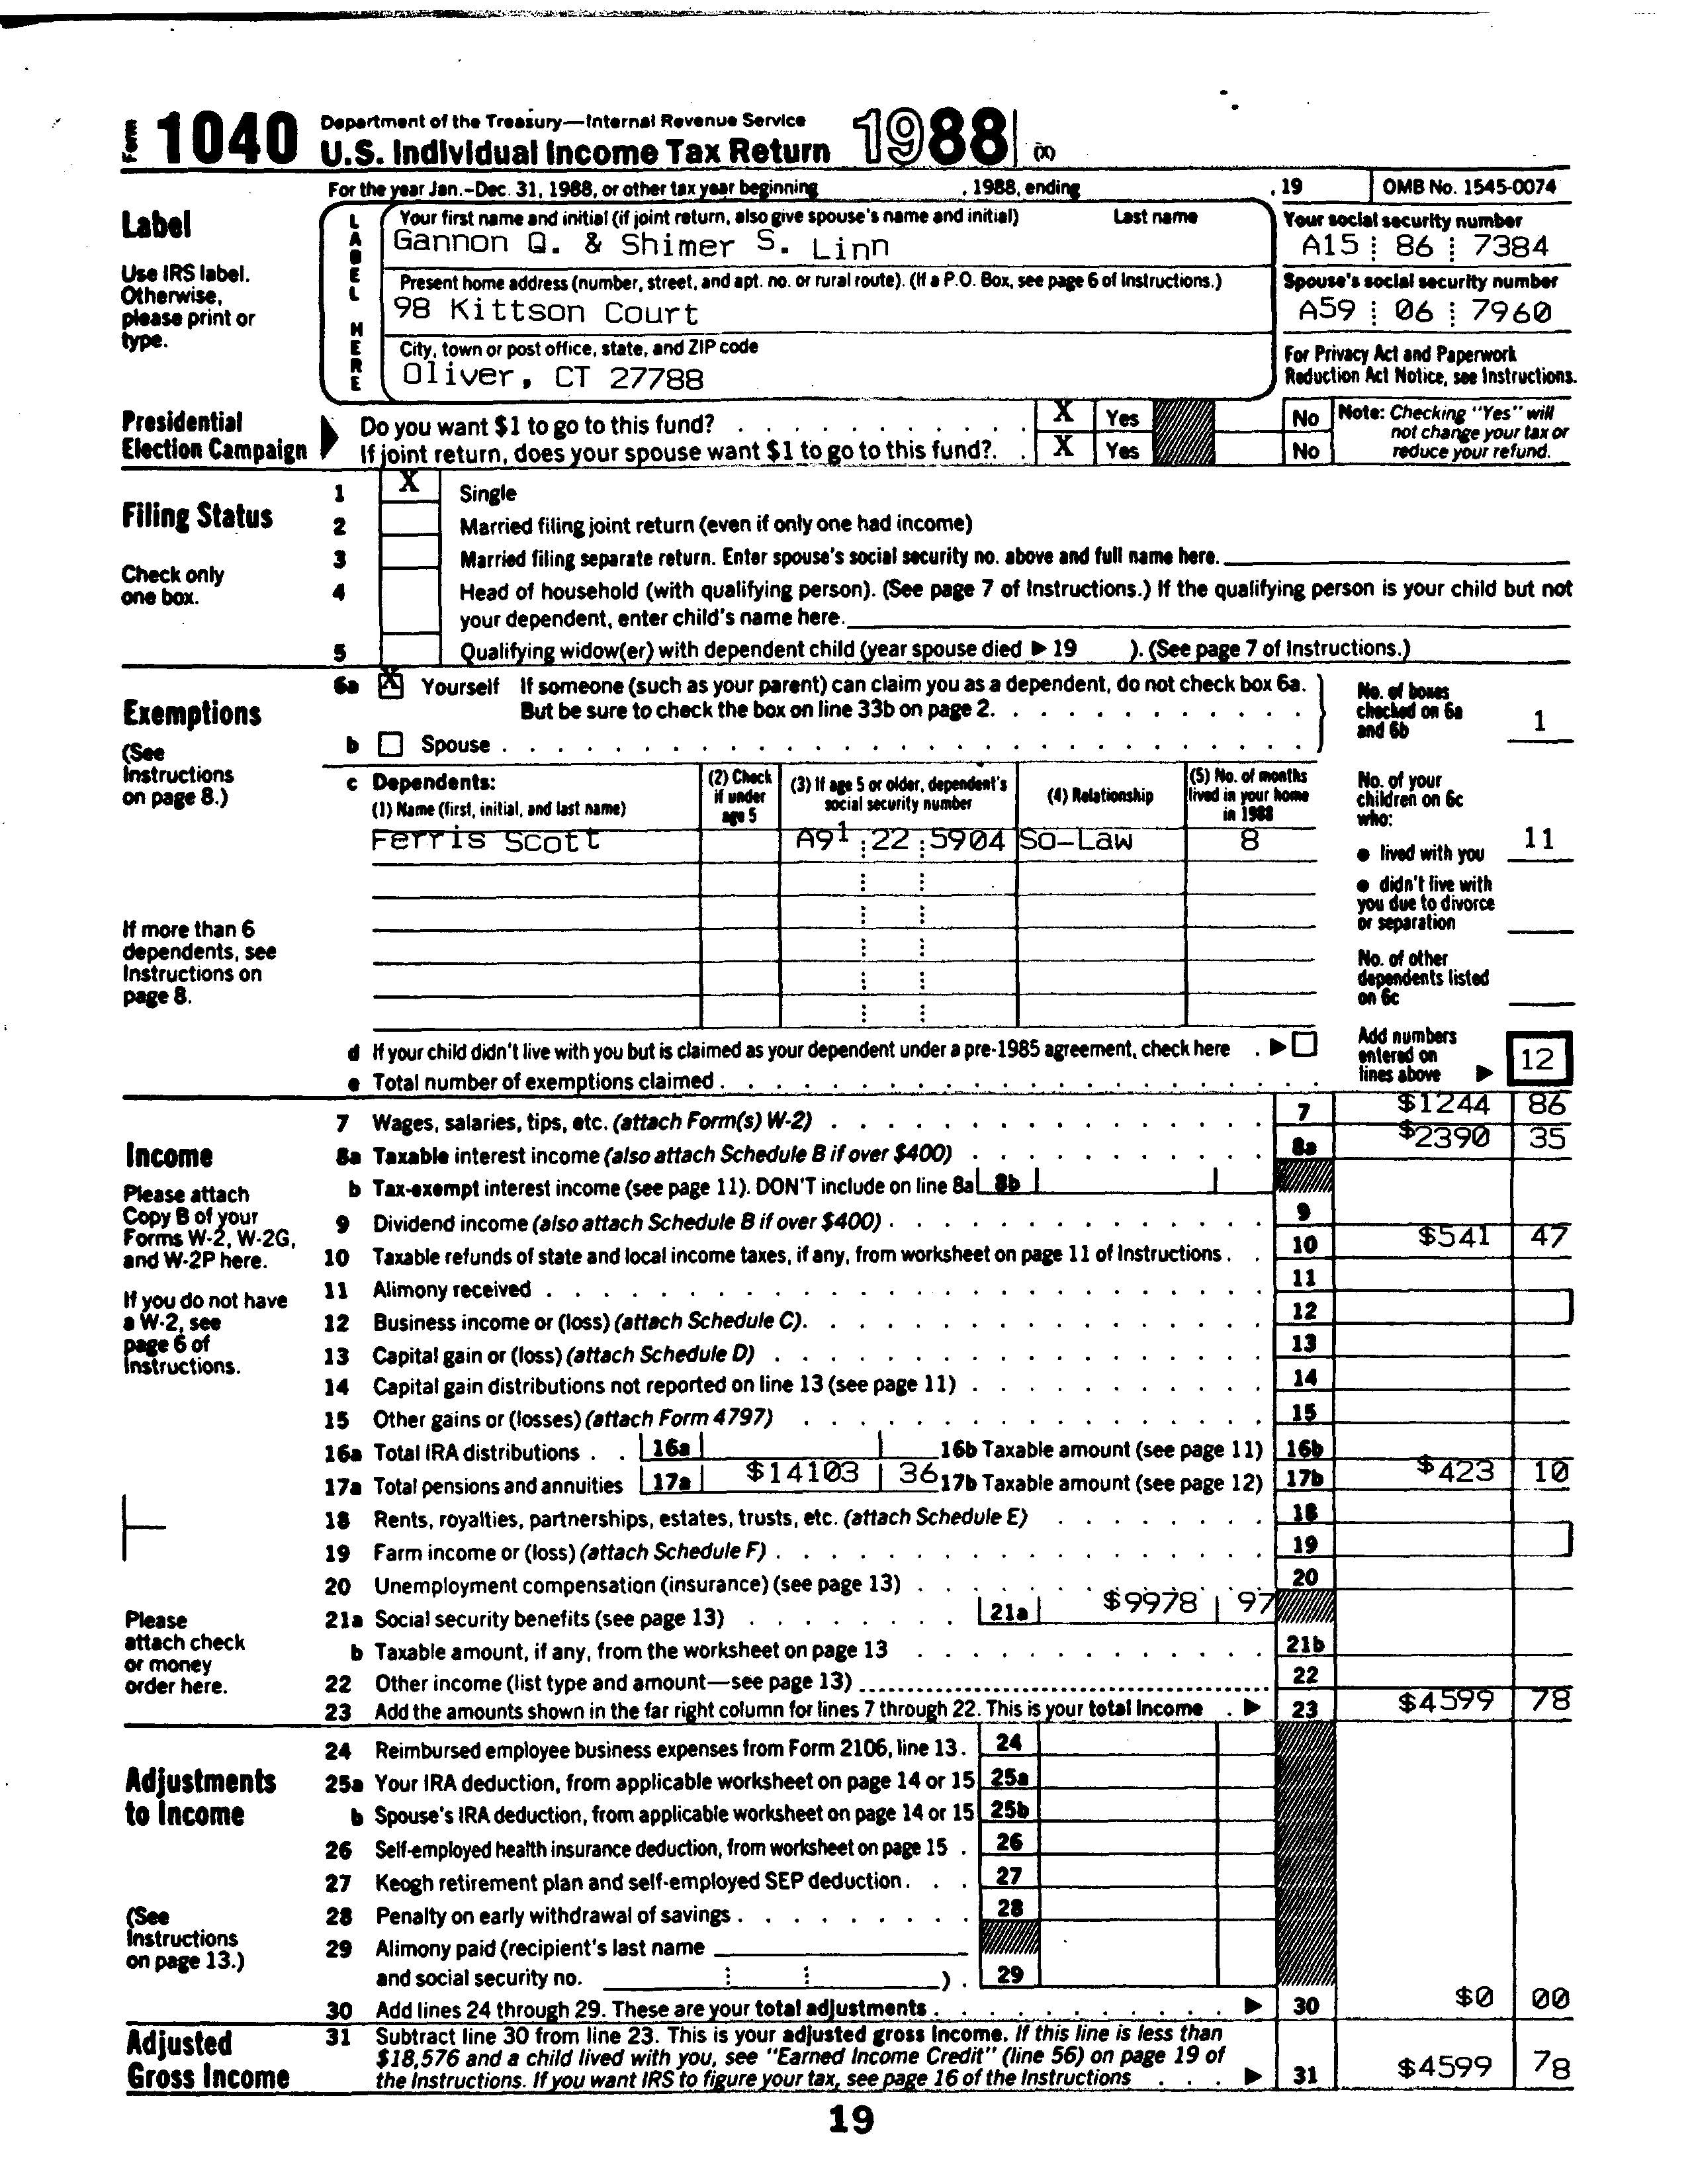 Form 1040 Department of the Treasury—Internal Revenue Service
U.S. Individual Income Tax Return 1988 (X)
For the year Jan.–Dec. 31, 1988, or other tax year beginning , 1988, ending , 19 OMB No. 1545-0074
Label
Use IRS label.
Otherwise,
please print or
type.
LABEL HERE
Your first name and initial (if joint return, also give spouse's name and initial) Last name
Gannon Q. & Shimer S. Linn
Present home address (number, street, and apt. no. or rural route). (If a P.O. Box, see page 6 of Instructions.)
98 Kittson Court
City, town or post office, state, and ZIP code
Oliver, CT 27788
Your social security number
A15 86 7384
Spouse's social security number
A59 06 7960
For Privacy Act and Paperwork
Reduction Act Notice, see Instructions.
Presidential
Election Campaign
Do you want $1 to go to this fund? X Yes No
If joint return, does your spouse want $1 to go to this fund? X Yes No
Note: Checking "Yes" will
not change your tax or
reduce your refund.
Filing Status
Check only
one box.
1 X Single
2 Married filing joint return (even if only one had income)
3 Married filing separate return. Enter spouse's social security no. above and full name here.
4 Head of household (with qualifying person). (See page 7 of Instructions.) If the qualifying person is your child but not
your dependent, enter child's name here.
5 Qualifying widow(er) with dependent child (year spouse died ▶ 19 ). (See page 7 of Instructions.)
Exemptions
(See
Instructions
on page 8.)
If more than 6
dependents, see
Instructions on
page 8.
6a X Yourself If someone (such as your parent) can claim you as a dependent, do not check box 6a.
But be sure to check the box on line 33b on page 2.
b Spouse
No. of boxes
checked on 6a
and 6b 1
c Dependents:
(1) Name (first, initial, and last name)
(2) Check
if under
age 5
(3) If age 5 or older, dependent's
social security number
(4) Relationship
(5) No. of months
lived in your home
in 1988
Ferris Scott A91 22 5904 So-Law 8
No. of your
children on 6c
who:
● lived with you 11
● didn't live with
you due to divorce
or separation
No. of other
dependents listed
on 6c
d If your child didn't live with you but is claimed as your dependent under a pre-1985 agreement, check here ▶
e Total number of exemptions claimed
Add numbers
entered on
lines above ▶ 12
Income
Please attach
Copy B of your
Forms W-2, W-2G,
and W-2P here.
If you do not have
a W-2, see
page 6 of
Instructions.
Please
attach check
or money
order here.
7 Wages, salaries, tips, etc. (attach Form(s) W-2) 7 $1244 86
8a Taxable interest income (also attach Schedule B if over $400) 8a $2390 35
b Tax-exempt interest income (see page 11). DON'T include on line 8a 8b
9 Dividend income (also attach Schedule B if over $400) 9
10 Taxable refunds of state and local income taxes, if any, from worksheet on page 11 of Instructions 10 $541 47
11 Alimony received 11
12 Business income or (loss) (attach Schedule C) 12
13 Capital gain or (loss) (attach Schedule D) 13
14 Capital gain distributions not reported on line 13 (see page 11) 14
15 Other gains or (losses) (attach Form 4797) 15
16a Total IRA distributions 16a 16b Taxable amount (see page 11) 16b
17a Total pensions and annuities 17a $14103 36 17b Taxable amount (see page 12) 17b $423 10
18 Rents, royalties, partnerships, estates, trusts, etc. (attach Schedule E) 18
19 Farm income or (loss) (attach Schedule F) 19
20 Unemployment compensation (insurance) (see page 13) 20
21a Social security benefits (see page 13) 21a $9978 97
b Taxable amount, if any, from the worksheet on page 13 21b
22 Other income (list type and amount—see page 13) 22
23 Add the amounts shown in the far right column for lines 7 through 22. This is your total income ▶ 23 $4599 78
Adjustments
to Income
(See
Instructions
on page 13.)
24 Reimbursed employee business expenses from Form 2106, line 13. 24
25a Your IRA deduction, from applicable worksheet on page 14 or 15 25a
b Spouse's IRA deduction, from applicable worksheet on page 14 or 15 25b
26 Self-employed health insurance deduction, from worksheet on page 15 26
27 Keogh retirement plan and self-employed SEP deduction 27
28 Penalty on early withdrawal of savings 28
29 Alimony paid (recipient's last name
and social security no. ) 29
30 Add lines 24 through 29. These are your total adjustments ▶ 30 $0 00
Adjusted
Gross Income
31 Subtract line 30 from line 23. This is your adjusted gross income. If this line is less than
$18,576 and a child lived with you, see "Earned Income Credit" (line 56) on page 19 of
the Instructions. If you want IRS to figure your tax, see page 16 of the Instructions ▶ 31 $4599 78
19